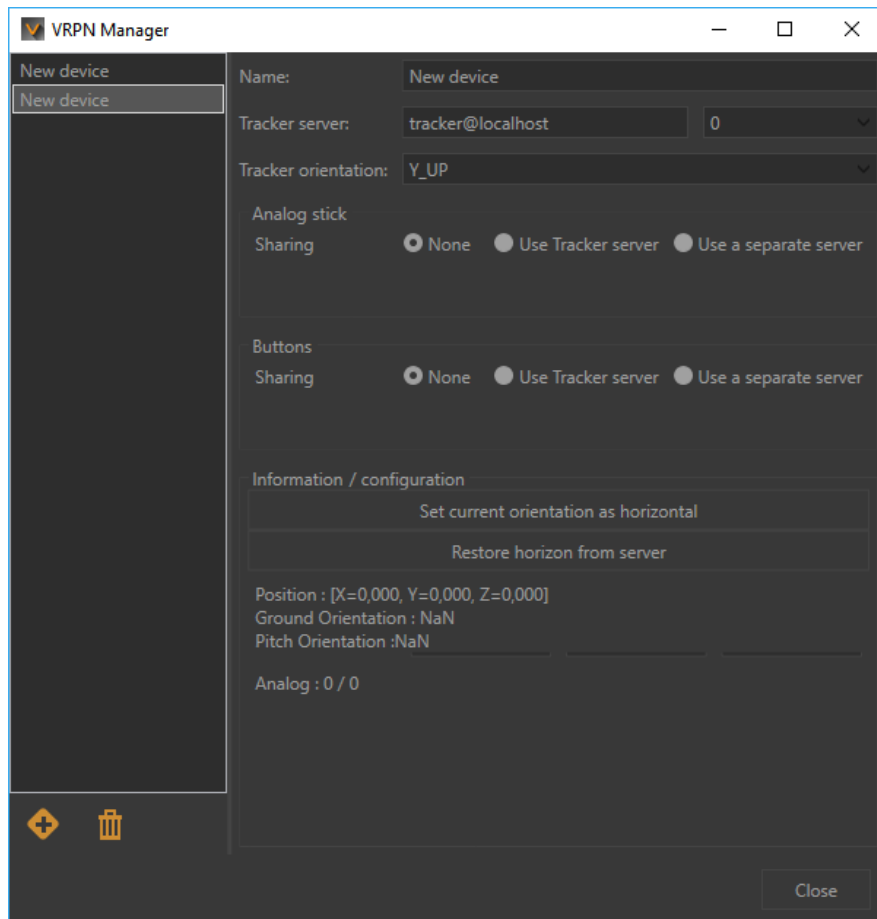 VRPN Manager
New device
New device
Name: New device
Tracker server: tracker@localhost 0
Tracker orientation: Y_UP
Analog stick
Sharing None Use Tracker server Use a separate server
Buttons
Sharing None Use Tracker server Use a separate server
Information / configuration
Set current orientation as horizontal
Restore horizon from server
Position : [X=0,000, Y=0,000, Z=0,000]
Ground Orientation : NaN
Pitch Orientation :NaN
Analog : 0 / 0
Close